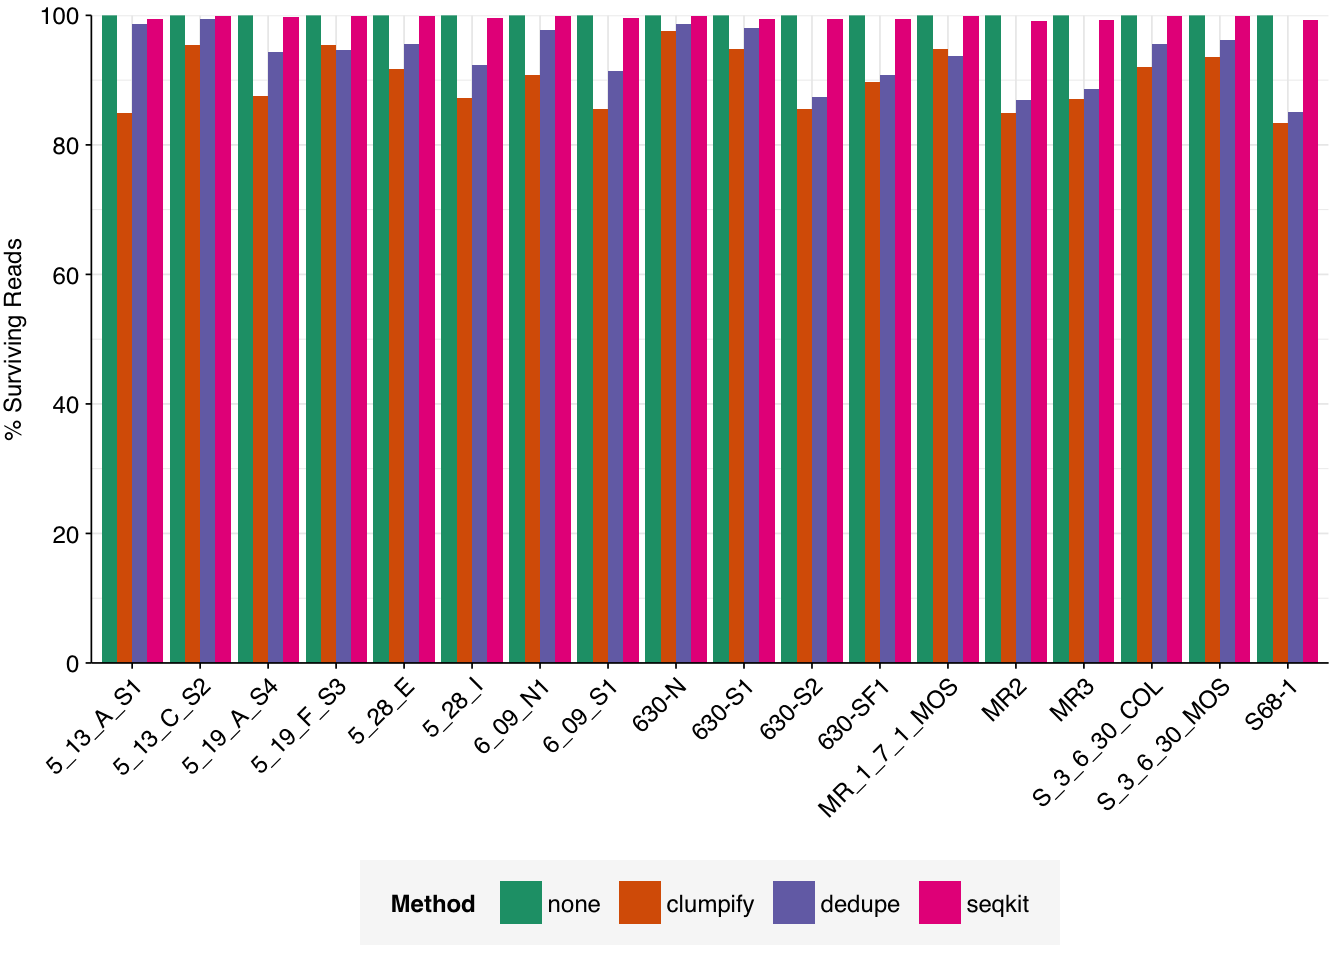 % Surviving Reads
100
80
60
40
20
0
5_13_A_S1
5_13_C_S2
5_19_A_S4
5_19_F_S3
5_28_E
5_28_I
6_09_N1
6_09_S1
630-N
630-S1
630-S2
630-SF1
MR_1_7_1_MOS
MR2
MR3
S_3_6_30_COL
S_3_6_30_MOS
S68-1
Method none clumpify dedupe seqkit